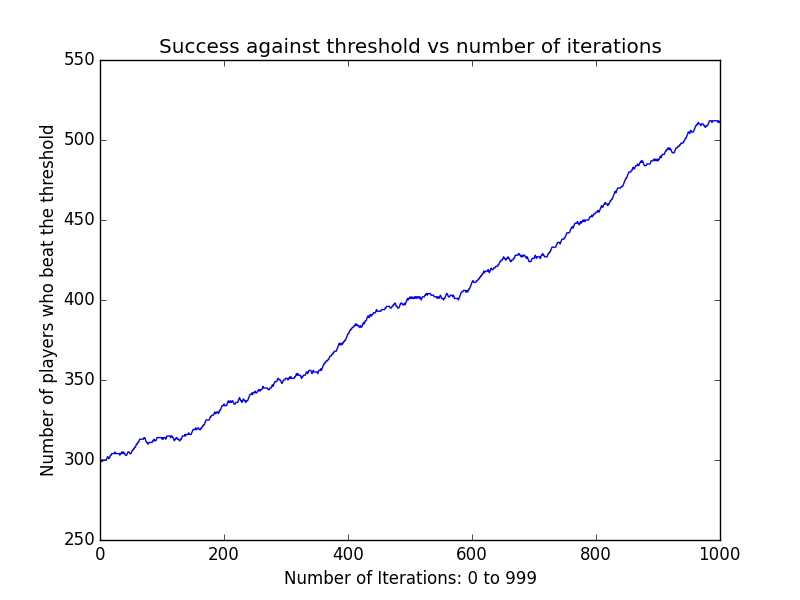 Success against threshold vs number of iterations
550
500
450
400
350
300
250
Number of players who beat the threshold
0 200 400 600 800 1000
Number of Iterations: 0 to 999